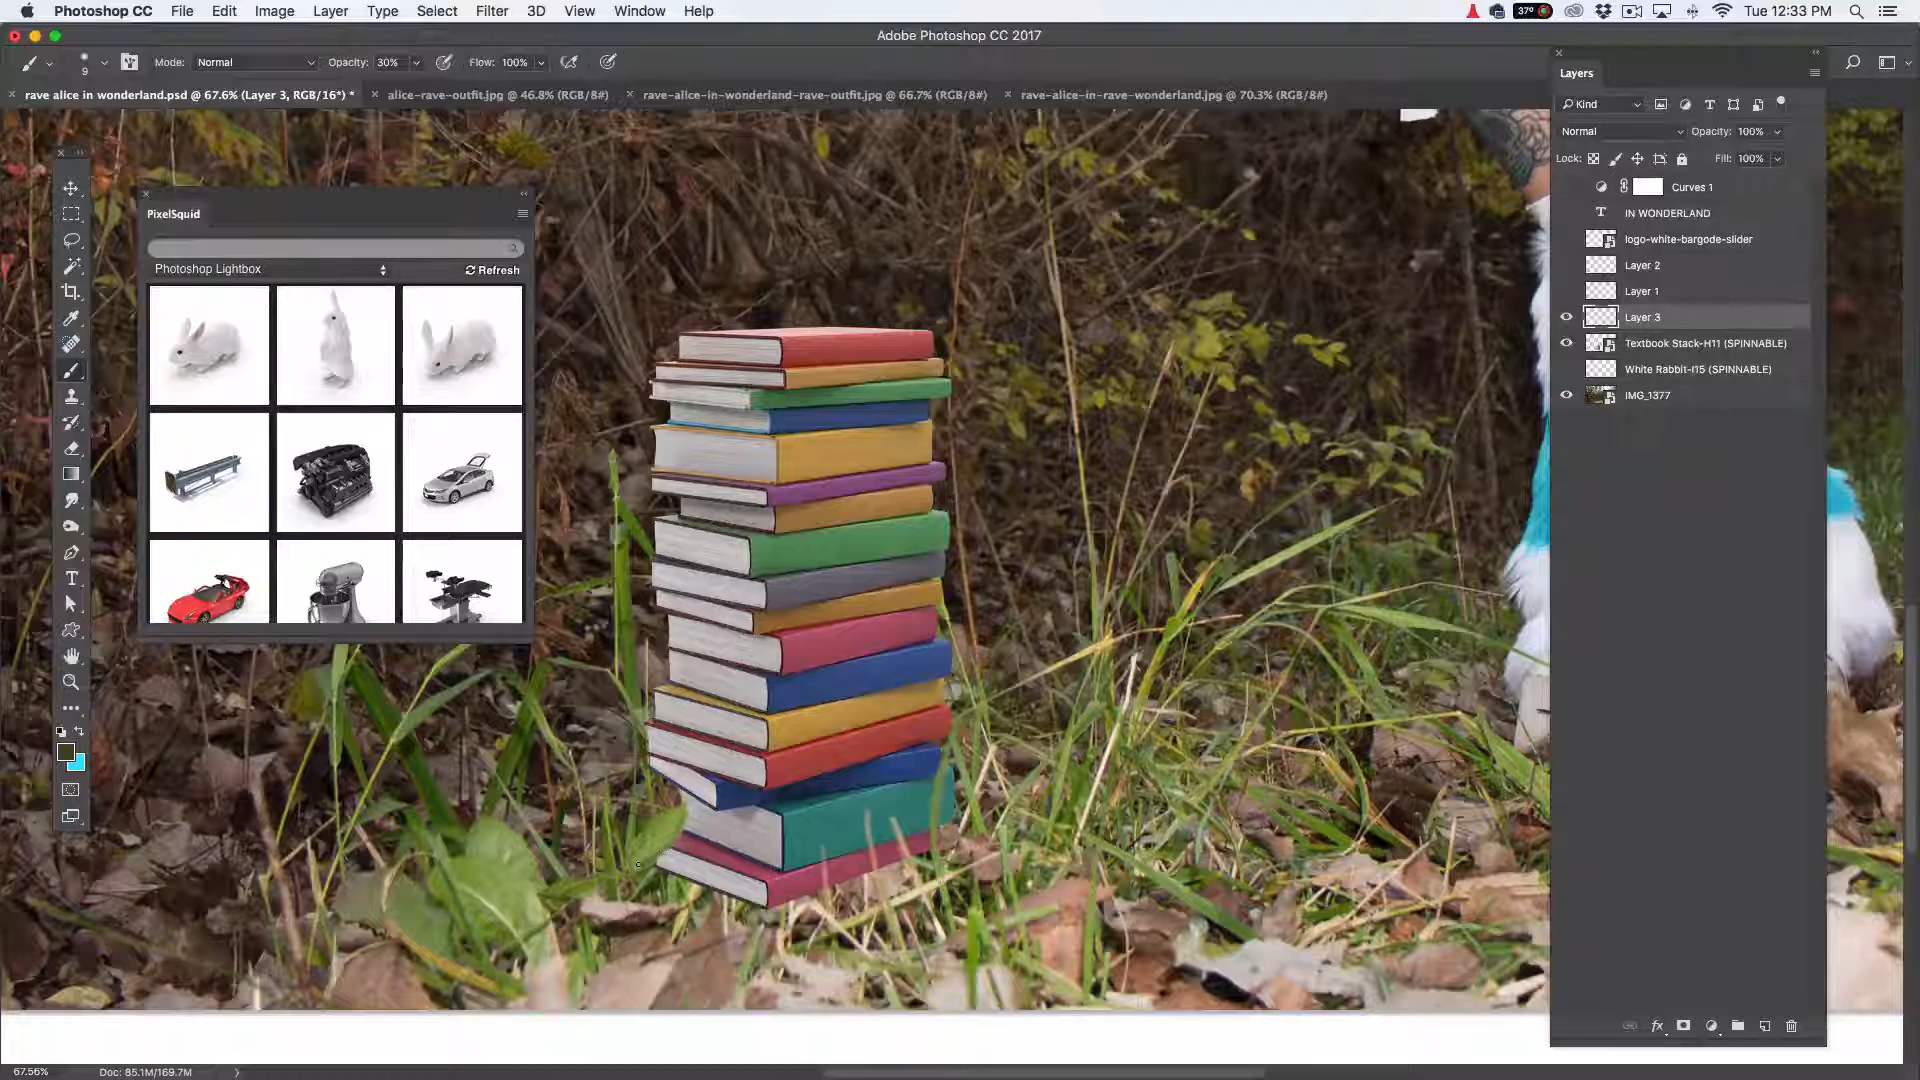 Photoshop CC File Edit Image Layer Type Select Filter 3D View Window Help 37° Tue 12:33 PM
Adobe Photoshop CC 2017
9 Mode: Normal Opacity: 30% Flow: 100%
rave alice in wonderland.psd @ 67.6% (Layer 3, RGB/16*) * alice-rave-outfit.jpg @ 46.8% (RGB/8#) rave-alice-in-wonderland-rave-outfit.jpg @ 66.7% (RGB/8#) rave-alice-in-rave-wonderland.jpg @ 70.3% (RGB/8#)
PixelSquid
Photoshop Lightbox Refresh
Layers
Kind
Normal Opacity: 100%
Lock: Fill: 100%
Curves 1
IN WONDERLAND
logo-white-bargode-slider
Layer 2
Layer 1
Layer 3
Textbook Stack-H11 (SPINNABLE)
White Rabbit-I15 (SPINNABLE)
IMG_1377
fx
67.56% Doc: 85.1M/169.7M